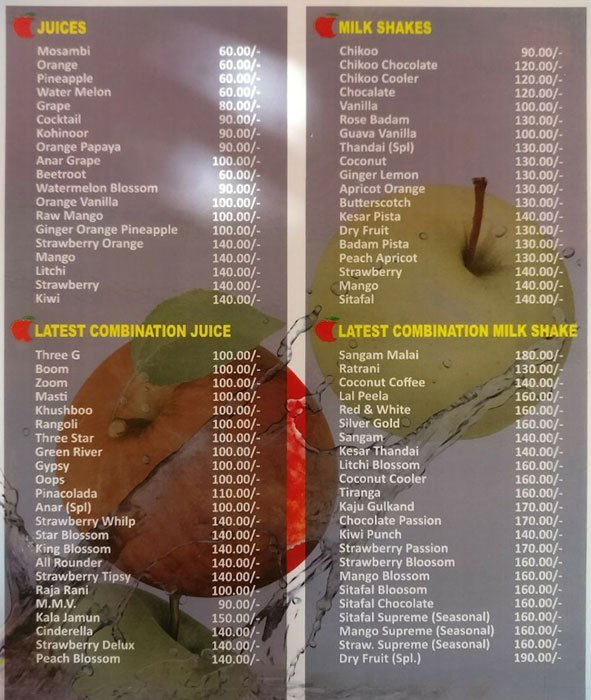 JUICES
Mosambi 60.00/-
Orange 60.00/-
Pineapple 60.00/-
Water Melon 60.00/-
Grape 80.00/-
Cocktail 90.00/-
Kohinoor 90.00/-
Orange Papaya 90.00/-
Anar Grape 100.00/-
Beetroot 60.00/-
Watermelon Blossom 90.00/-
Orange Vanilla 100.00/-
Raw Mango 100.00/-
Ginger Orange Pineapple 100.00/-
Strawberry Orange 140.00/-
Mango 140.00/-
Litchi 140.00/-
Strawberry 140.00/-
Kiwi 140.00/-
LATEST COMBINATION JUICE
Three G 100.00/-
Boom 100.00/-
Zoom 100.00/-
Masti 100.00/-
Khushboo 100.00/-
Rangoli 100.00/-
Three Star 100.00/-
Green River 100.00/-
Gypsy 100.00/-
Oops 100.00/-
Pinacolada 110.00/-
Anar (Spl) 100.00/-
Strawberry Whilp 140.00/-
Star Blossom 140.00/-
King Blossom 140.00/-
All Rounder 140.00/-
Strawberry Tipsy 140.00/-
Raja Rani 100.00/-
M.M.V. 90.00/-
Kala Jamun 150.00/-
Cinderella 140.00/-
Strawberry Delux 140.00/-
Peach Blossom 140.00/-
MILK SHAKES
Chikoo 90.00/-
Chikoo Chocolate 120.00/-
Chikoo Cooler 120.00/-
Chocalate 120.00/-
Vanilla 100.00/-
Rose Badam 130.00/-
Guava Vanilla 100.00/-
Thandai (Spl) 130.00/-
Coconut 130.00/-
Ginger Lemon 130.00/-
Apricot Orange 130.00/-
Butterscotch 130.00/-
Kesar Pista 140.00/-
Dry Fruit 130.00/-
Badam Pista 130.00/-
Peach Apricot 130.00/-
Strawberry 140.00/-
Mango 140.00/-
Sitafal 140.00/-
LATEST COMBINATION MILK SHAKE
Sangam Malai 180.00/-
Ratrani 130.00/-
Coconut Coffee 140.00/-
Lal Peela 160.00/-
Red & White 160.00/-
Silver Gold 160.00/-
Sangam 140.00/-
Kesar Thandai 140.00/-
Litchi Blossom 160.00/-
Coconut Cooler 160.00/-
Tiranga 160.00/-
Kaju Gulkand 170.00/-
Chocolate Passion 170.00/-
Kiwi Punch 140.00/-
Strawberry Passion 170.00/-
Strawberry Bloosom 160.00/-
Mango Blossom 160.00/-
Sitafal Bloosom 160.00/-
Sitafal Chocolate 160.00/-
Sitafal Supreme (Seasonal) 160.00/-
Mango Supreme (Seasonal) 160.00/-
Straw. Supreme (Seasonal) 160.00/-
Dry Fruit (Spl.) 190.00/-